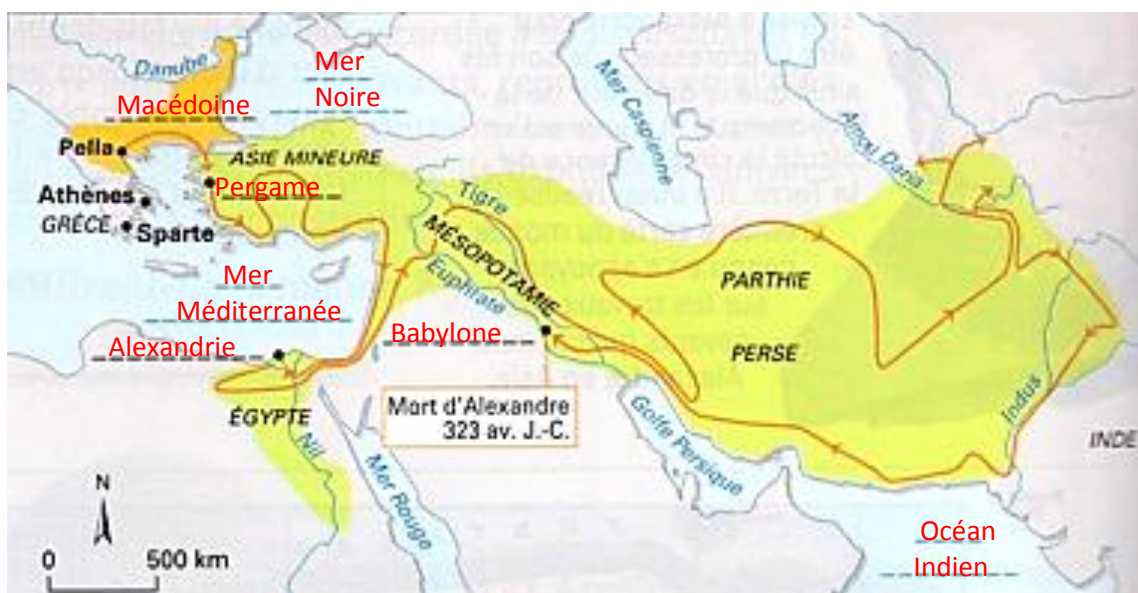 Danube
Mer
Noire
Macédoine
Pella
ASIE MINEURE
Pergame
Athènes
GRÈCE
Sparte
Mer Caspienne
Amou Daria
Tigre
MÉSOPOTAMIE
Euphrate
PARTHIE
PERSE
Mer
Méditerranée
Alexandrie
Babylone
Mort d'Alexandre
323 av. J.-C.
ÉGYPTE
Nil
Mer Rouge
Golfe Persique
Indus
INDE
Océan
Indien
N
0 500 km